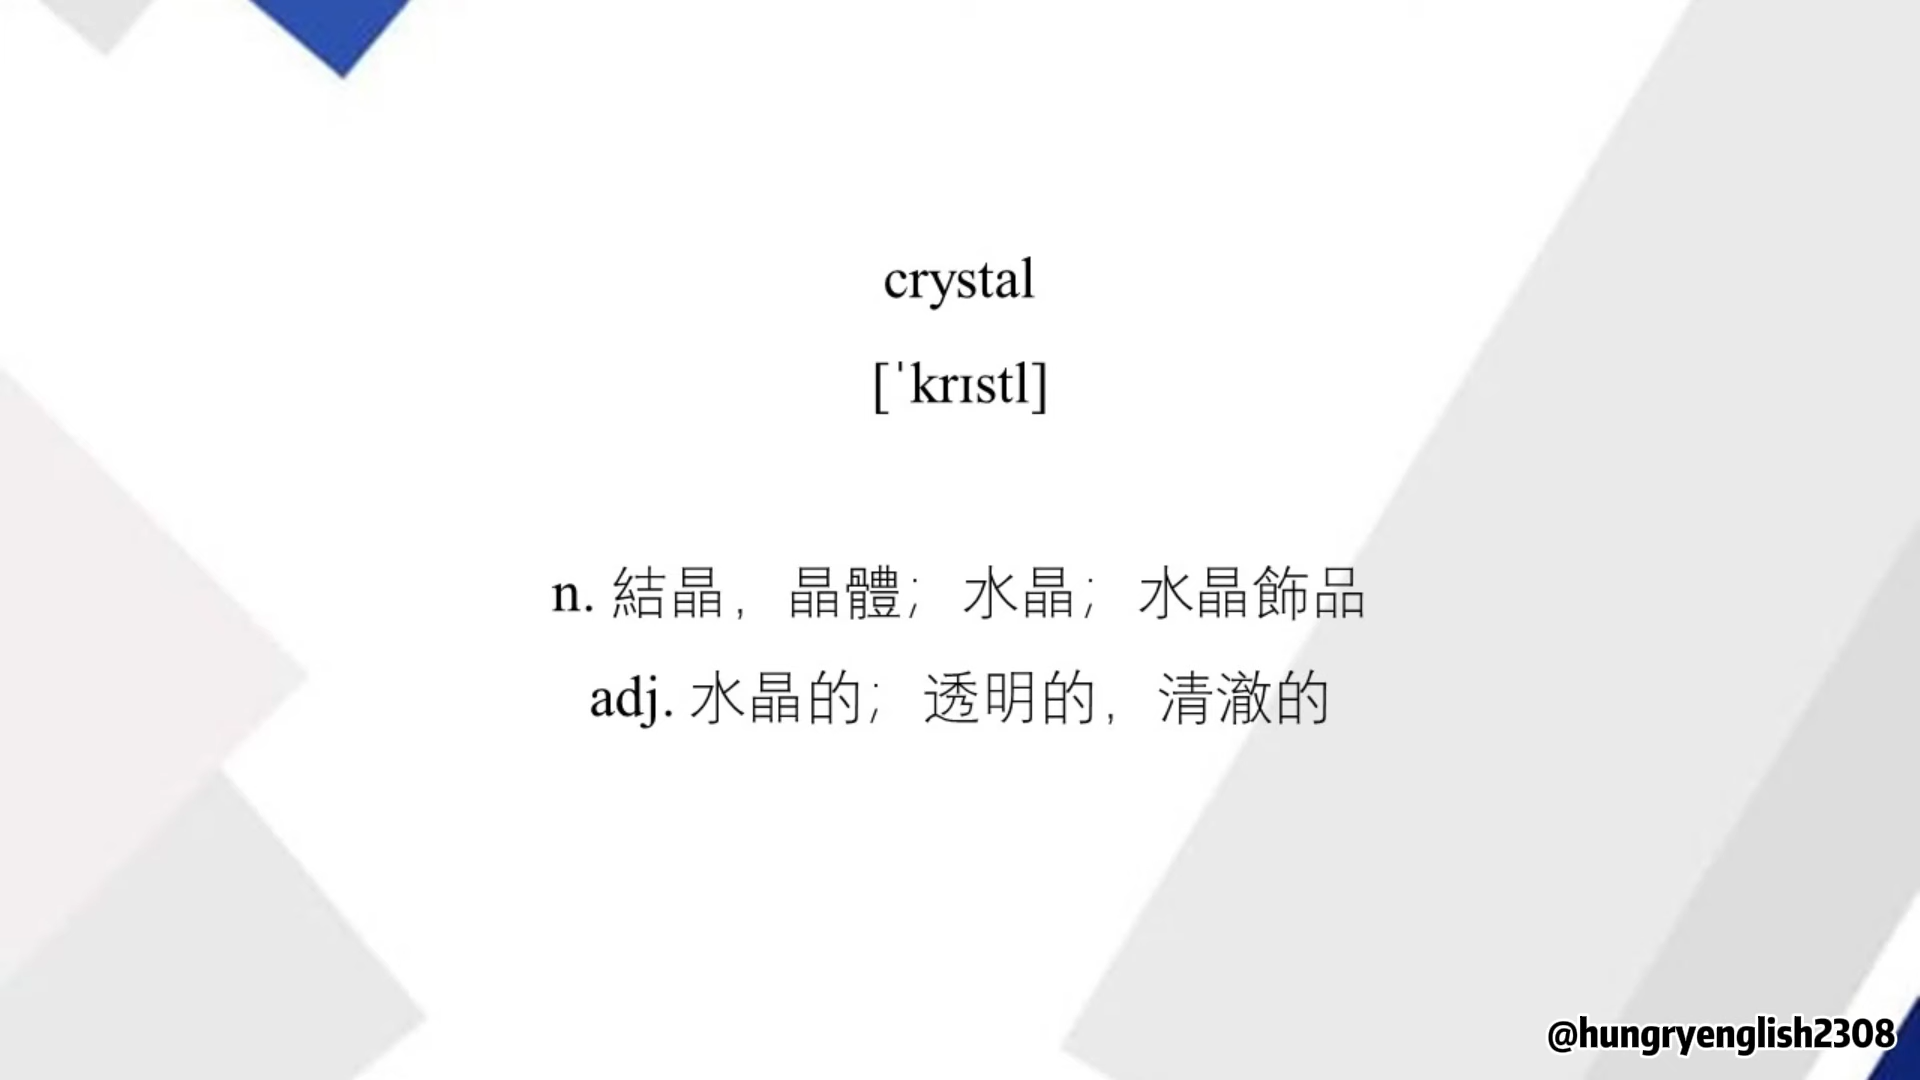 crystal
[ˈkrɪstl]
n. 結晶，晶體；水晶；水晶飾品
adj. 水晶的；透明的，清澈的
@hungryenglish2308